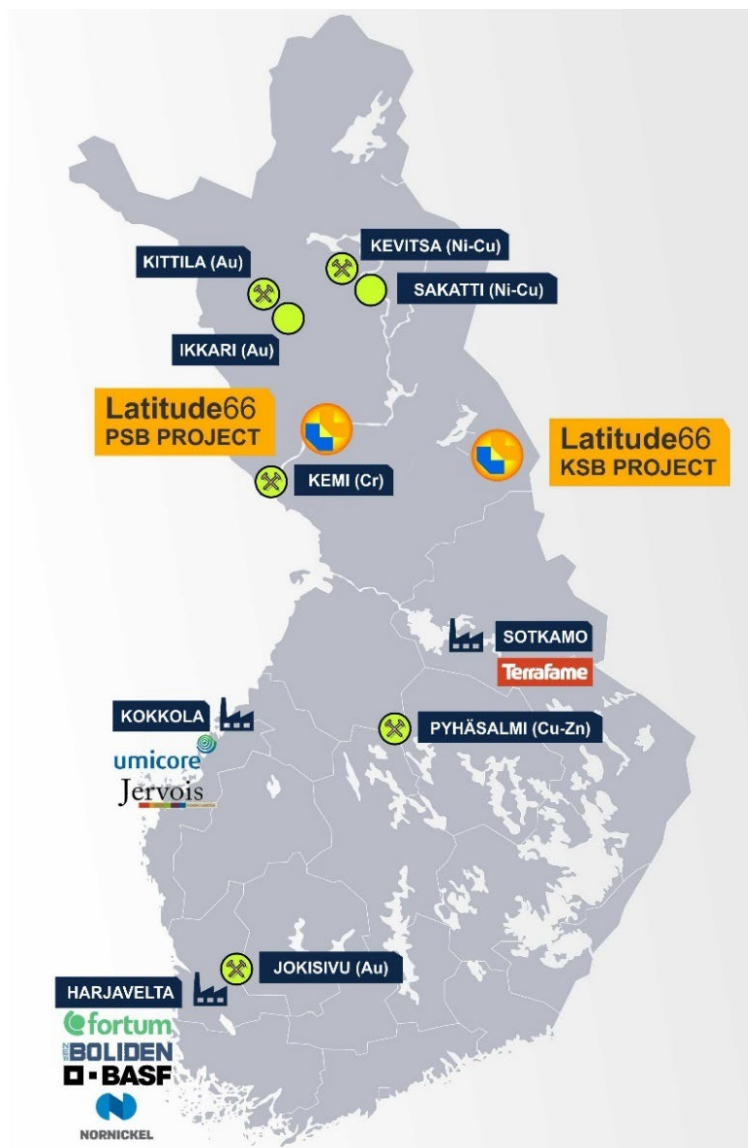 KEVITSA (Ni-Cu)
KITTILA (Au)
SAKATTI (Ni-Cu)
IKKARI (Au)
Latitude66
PSB PROJECT
Latitude66
KSB PROJECT
KEMI (Cr)
SOTKAMO
Terrafame
KOKKOLA
PYHÄSALMI (Cu-Zn)
umicore
Jervois
JOKISIVU (Au)
HARJAVELTA
fortum
BOLIDEN
BASF
NORNICKEL